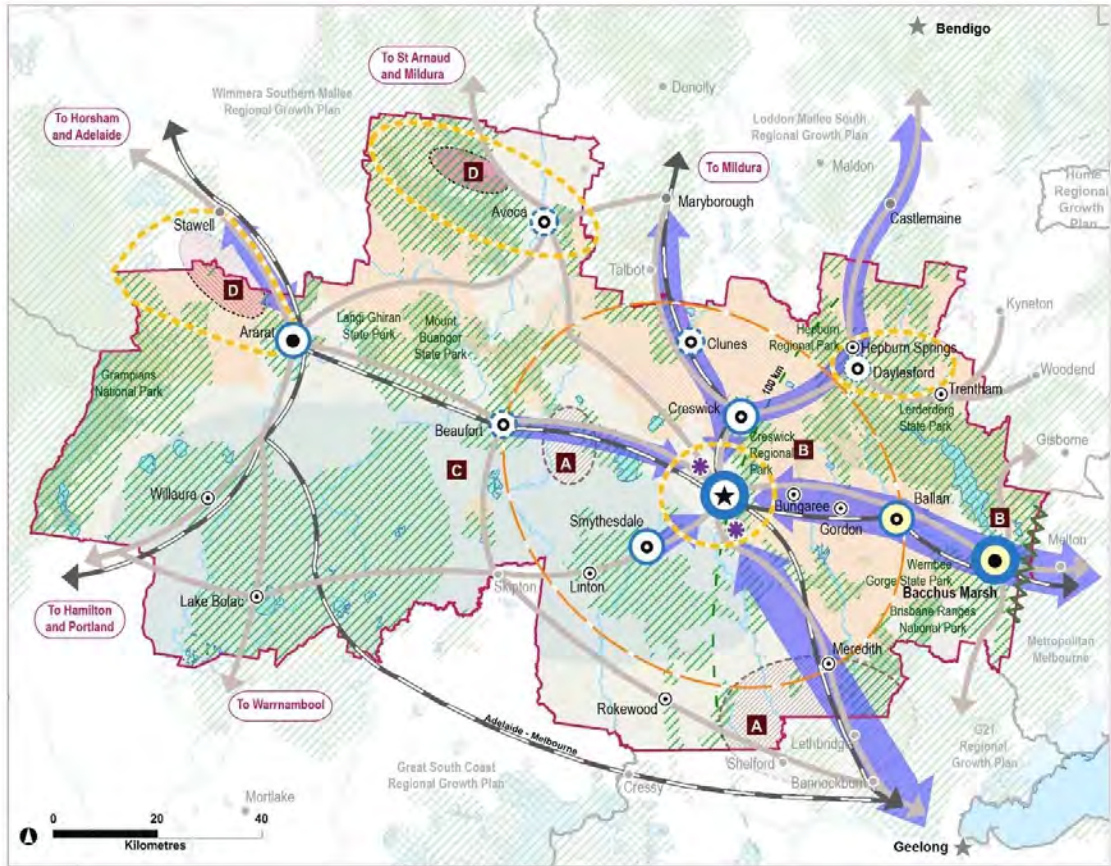 Bendigo
To St Arnaud
and Mildura
Dunolly
Wimmera Southern Mallee
Regional Growth Plan
To Horsham
and Adelaide
Loddon Mallee South
Regional Growth Plan
D
To Mildura
Maldon
Hume
Regional
Growth
Plan
Maryborough
Castlemaine
Avoca
Stawell
Talbot
D
Kyneton
Ararat
Langi Ghiran
State Park
Mount
Buangor
State Park
Clunes
Hepburn
Regional Park
Hepburn Springs
Daylesford
Woodend
Grampians
National Park
100 km
Trentham
Creswick
Lerderderg
State Park
Beaufort
Creswick
Regional
Park
Gisborne
A
B
C
Willaura
Bungaree
Ballan
Smythesdale
Gordon
B
Melton
Werribee
Gorge State Park
Bacchus Marsh
Linton
Skipton
Lake Bolac
Brisbane Ranges
National Park
To Hamilton
and Portland
Metropolitan
Melbourne
Meredith
To Warrnambool
Rokewood
A
Adelaide - Melbourne
Lethbridge
G21
Regional
Growth Plan
Shelford
Great South Coast
Regional Growth Plan
Cressy
Bannockburn
Mortlake
0 20 40
Kilometres
Geelong